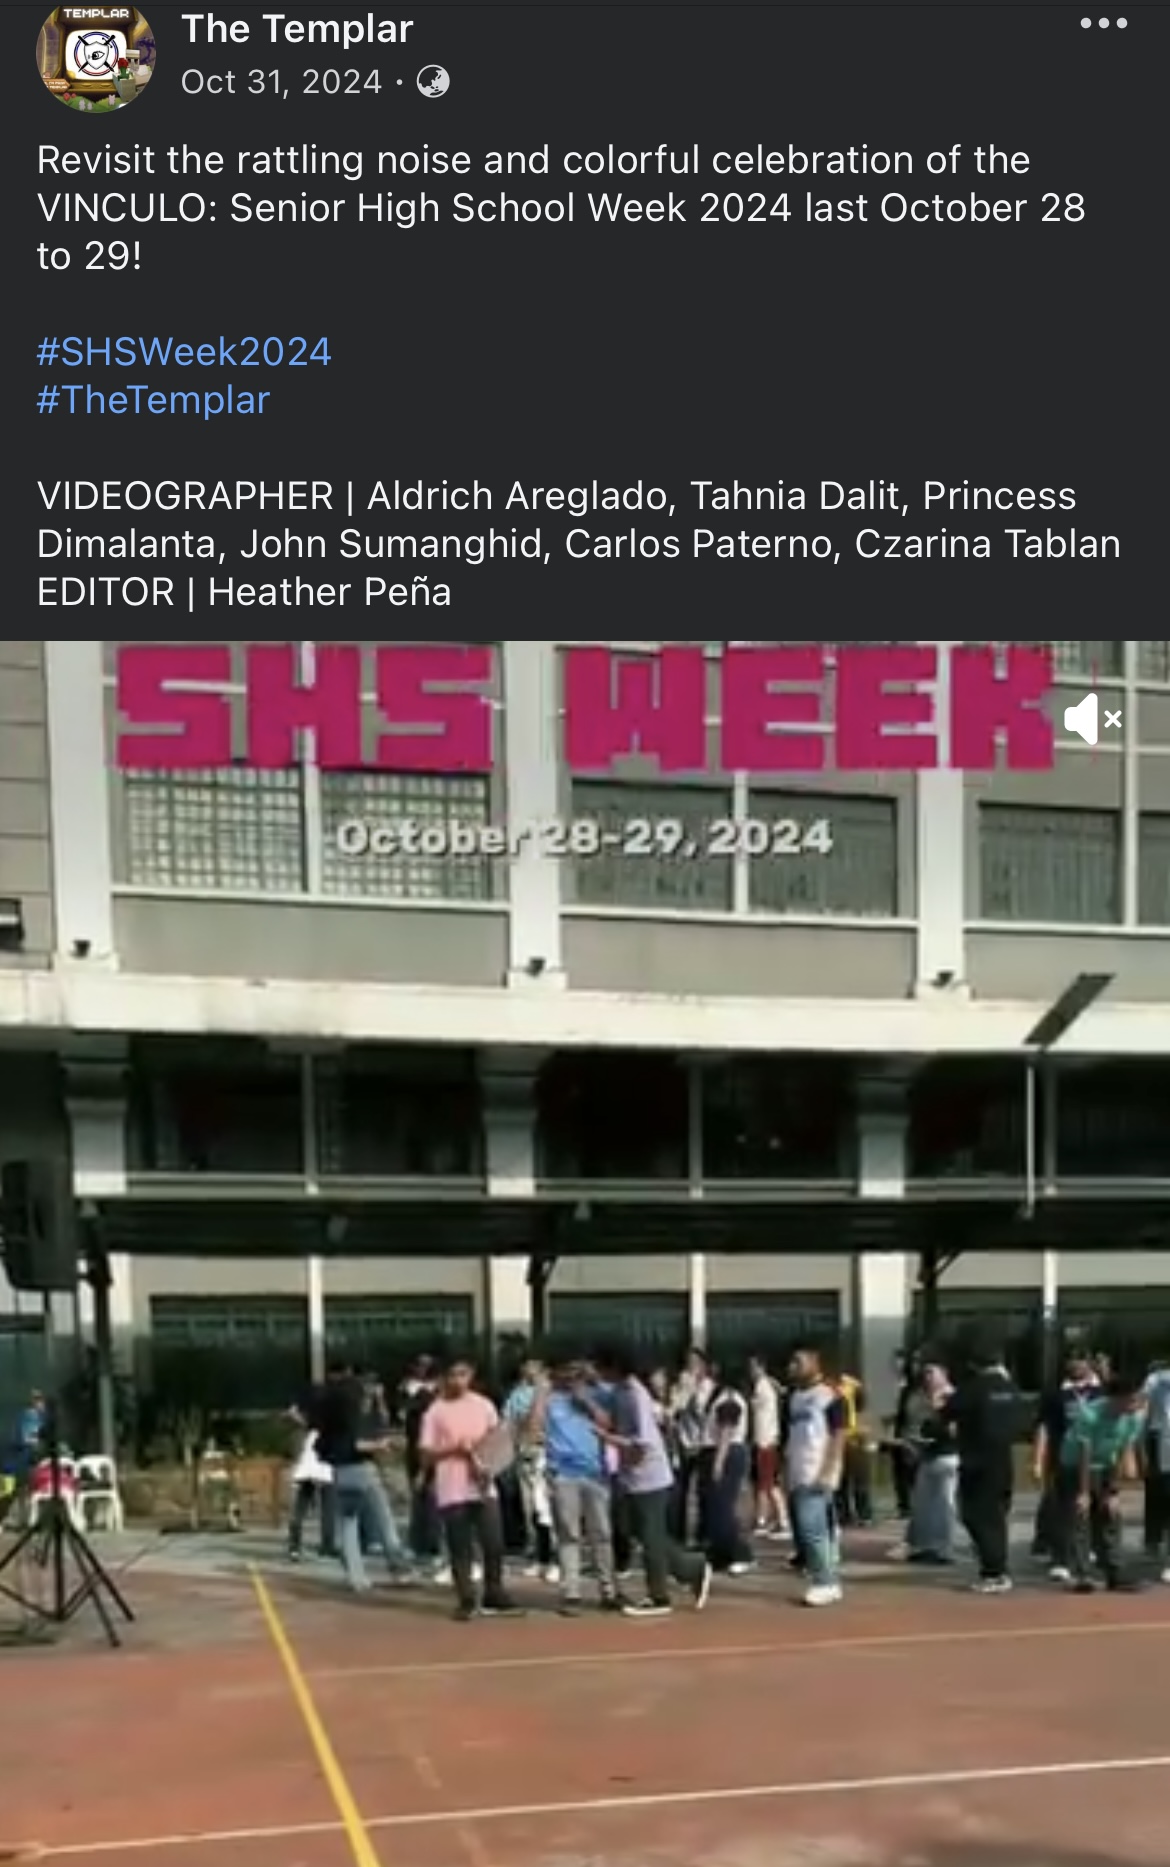 TEMPLAR
The Templar
Oct 31, 2024 ·
Revisit the rattling noise and colorful celebration of the
VINCULO: Senior High School Week 2024 last October 28
to 29!
#SHSWeek2024
#TheTemplar
VIDEOGRAPHER | Aldrich Areglado, Tahnia Dalit, Princess
Dimalanta, John Sumanghid, Carlos Paterno, Czarina Tablan
EDITOR | Heather Peña
SHS WEEK
October 28-29, 2024